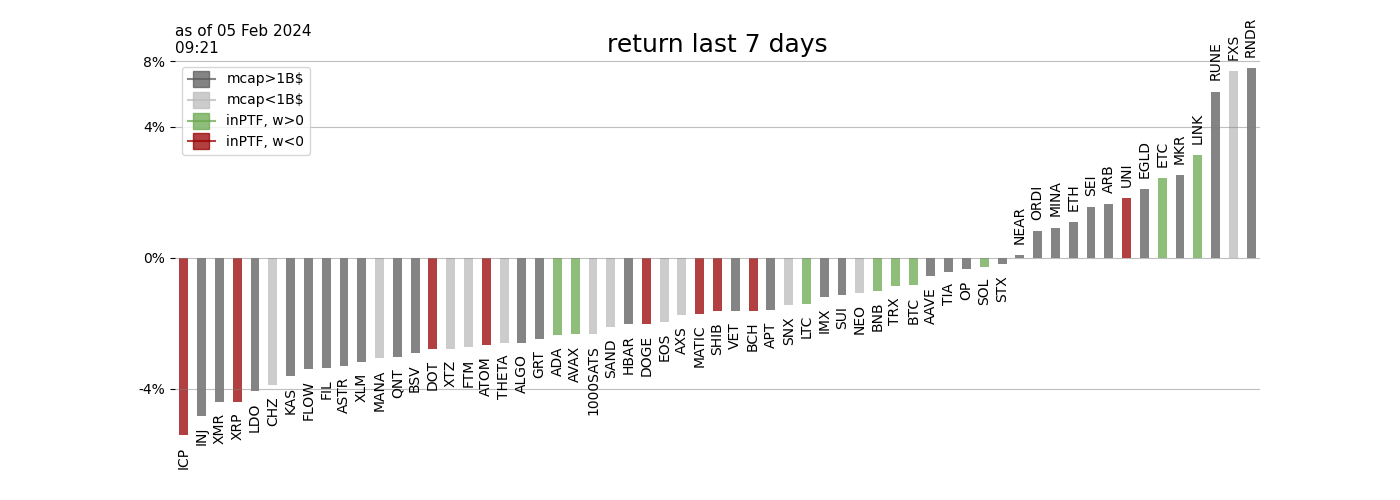 as of 05 Feb 2024
09:21
return last 7 days
8%
4%
0%
-4%
mcap>1B$
mcap<1B$
inPTF, w>0
inPTF, w<0
ICP
INJ
XMR
XRP
LDO
CHZ
KAS
FLOW
FIL
ASTR
XLM
MANA
QNT
BSV
DOT
XTZ
FTM
ATOM
THETA
ALGO
GRT
ADA
AVAX
1000SATS
SAND
HBAR
DOGE
EOS
AXS
MATIC
SHIB
VET
BCH
APT
SNX
LTC
IMX
SUI
NEO
BNB
TRX
BTC
AAVE
TIA
OP
SOL
STX
NEAR
ORDI
MINA
ETH
SEI
ARB
UNI
EGLD
ETC
MKR
LINK
RUNE
FXS
RNDR